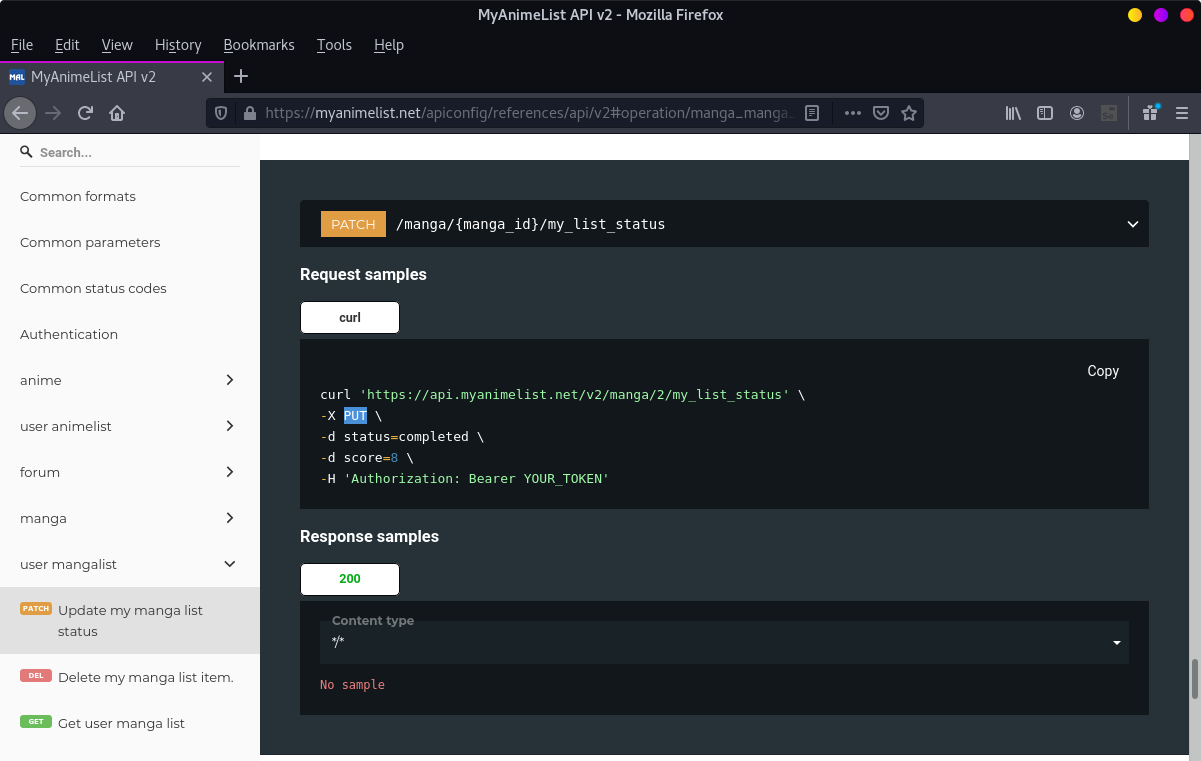 MyAnimeList API v2 - Mozilla Firefox
File Edit View History Bookmarks Tools Help
MAL MyAnimeList API v2
https://myanimelist.net/apiconfig/references/api/v2#operation/manga_manga_
Search...
Common formats
Common parameters
Common status codes
Authentication
anime
user animelist
forum
manga
user mangalist
PATCH Update my manga list
status
DEL Delete my manga list item.
GET Get user manga list
PATCH /manga/{manga_id}/my_list_status
Request samples
curl
Copy
curl 'https://api.myanimelist.net/v2/manga/2/my_list_status' \
-X PUT \
-d status=completed \
-d score=8 \
-H 'Authorization: Bearer YOUR_TOKEN'
Response samples
200
Content type
*/*
No sample